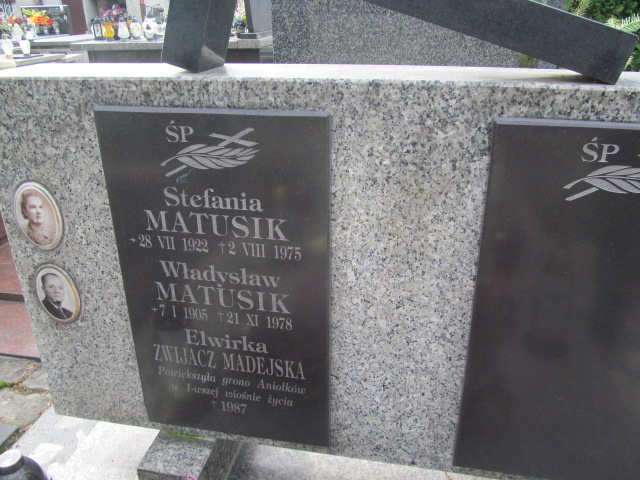 ŚP
Stefania
MATUSIK
*28 VII 1922 †2 VIII 1975
Władysław
MATUSIK
*7 I 1905 †21 XI 1978
Elwirka
ZWIJACZ MADEJSKA
Powiększyła grono Aniołków
w 1-wszej wiośnie życia
† 1987
ŚP